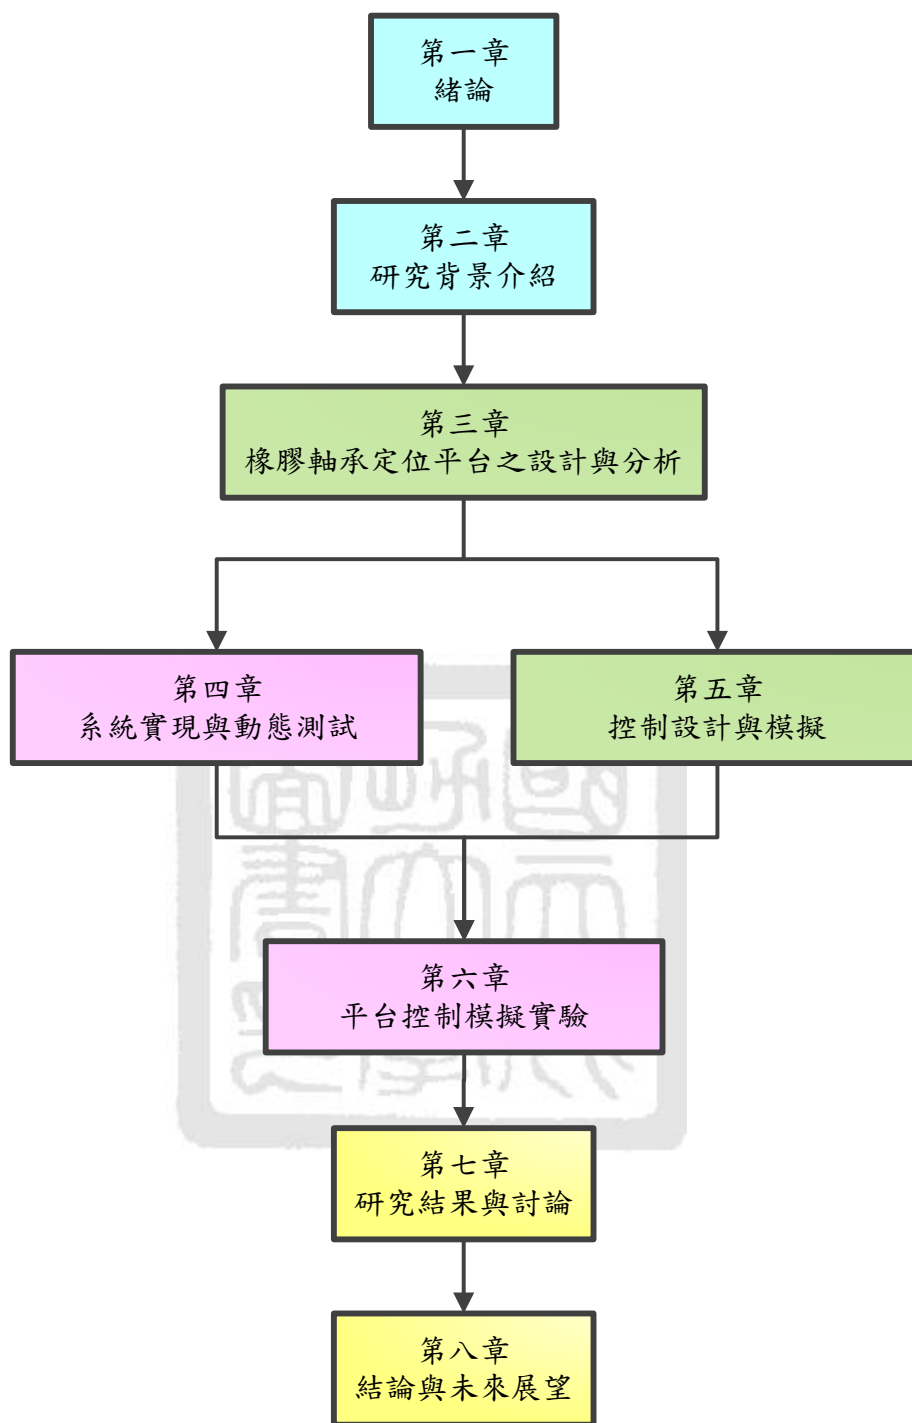 第一章
緒論
第二章
研究背景介紹
第三章
橡膠軸承定位平台之設計與分析
第四章
系統實現與動態測試
第五章
控制設計與模擬
第六章
平台控制模擬實驗
第七章
研究結果與討論
第八章
結論與未來展望